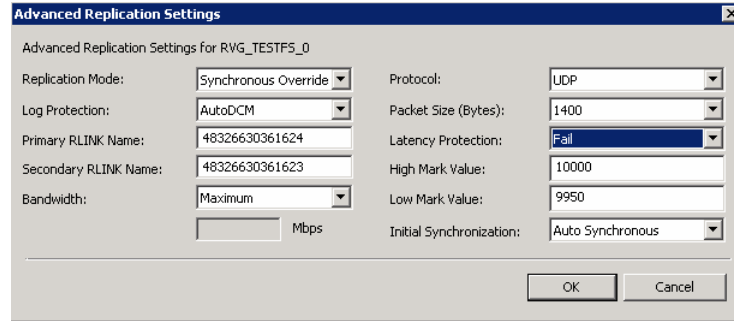 Advanced Replication Settings
Advanced Replication Settings for RVG_TESTFS_0
Replication Mode: Synchronous Override
Protocol: UDP
Log Protection: AutoDCM
Packet Size (Bytes): 1400
Primary RLINK Name: 48326630361624
Latency Protection: Fail
Secondary RLINK Name: 48326630361623
High Mark Value: 10000
Bandwidth: Maximum
Low Mark Value: 9950
Mbps
Initial Synchronization: Auto Synchronous
OK Cancel